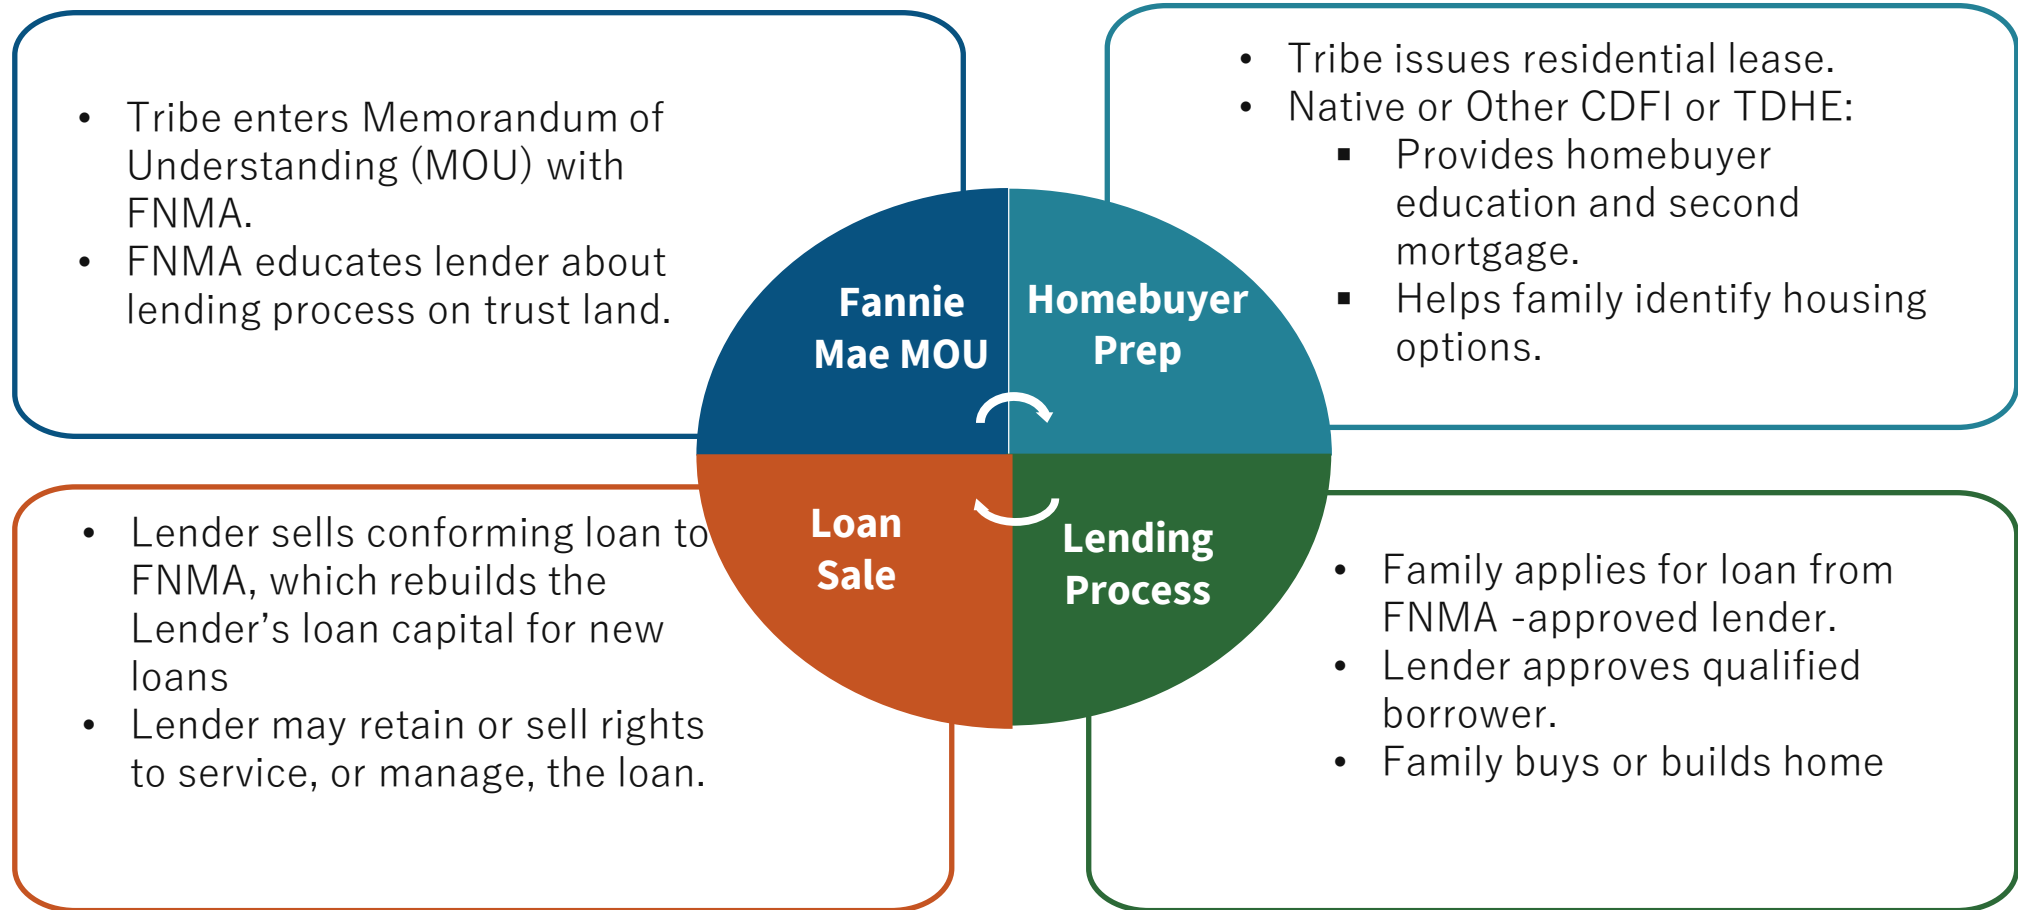 • Tribe enters Memorandum of
Understanding (MOU) with
FNMA.
• FNMA educates lender about
lending process on trust land.
• Tribe issues residential lease.
• Native or Other CDFI or TDHE:
▪ Provides homebuyer
education and second
mortgage.
▪ Helps family identify housing
options.
Fannie
Mae MOU
Homebuyer
Prep
Loan
Sale
Lending
Process
• Lender sells conforming loan to
FNMA, which rebuilds the
Lender’s loan capital for new
loans
• Lender may retain or sell rights
to service, or manage, the loan.
• Family applies for loan from
FNMA -approved lender.
• Lender approves qualified
borrower.
• Family buys or builds home